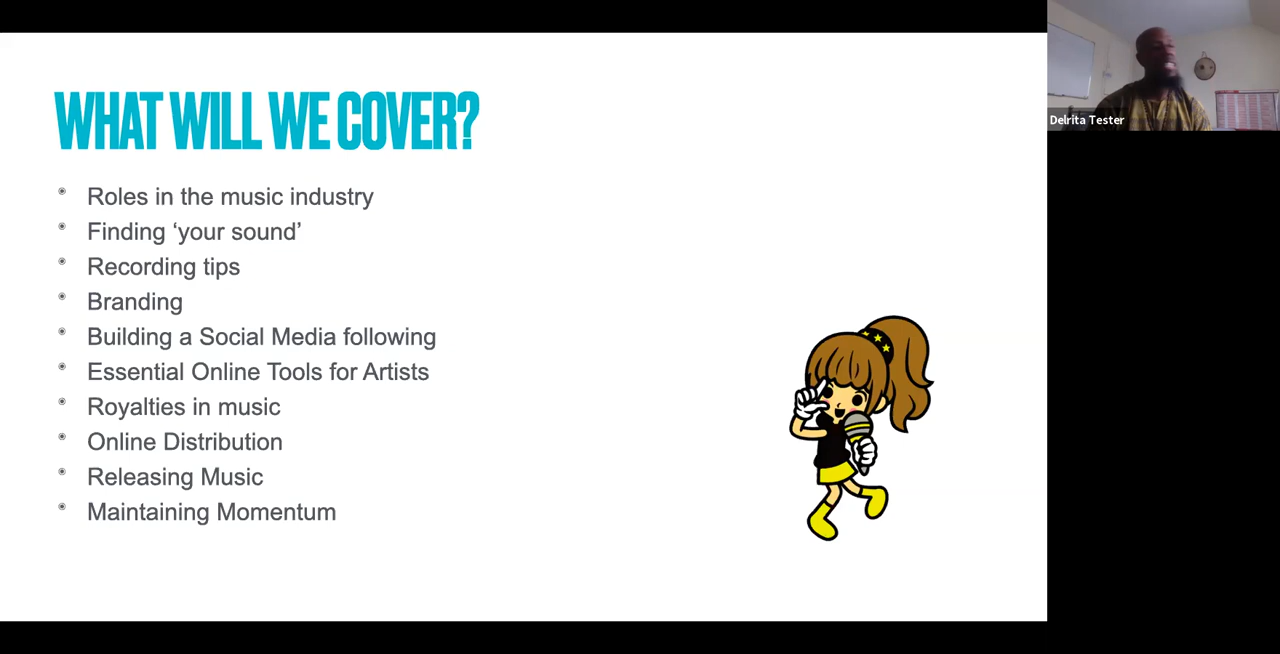 WHAT WILL WE COVER?
Roles in the music industry
Finding ‘your sound’
Recording tips
Branding
Building a Social Media following
Essential Online Tools for Artists
Royalties in music
Online Distribution
Releasing Music
Maintaining Momentum
Delrita Tester